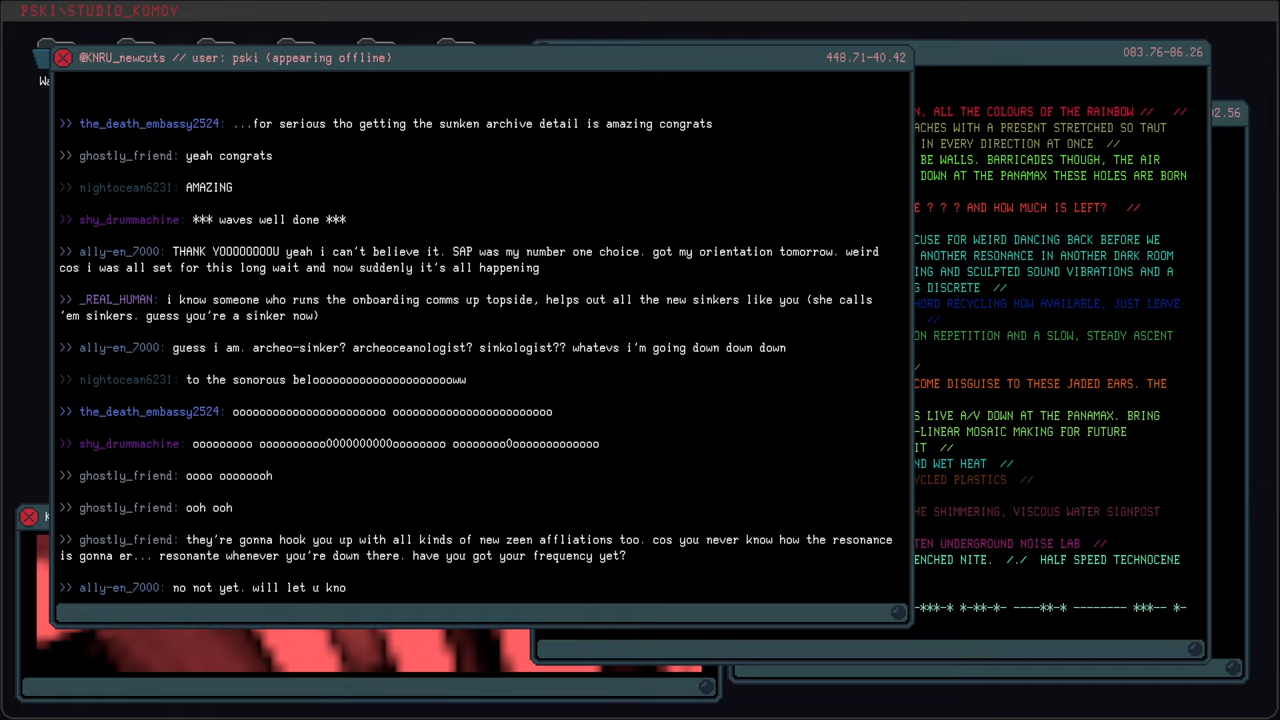 PSKI\STUDIO_KOMOY
@KNRU_newcuts // user: pski (appearing offline)
448.71-40.42
>> the_death_embassy2524: ...for serious tho getting the sunken archive detail is amazing congrats
>> ghostly_friend: yeah congrats
>> nightocean6231: AMAZING
>> shy_drummachine: *** waves well done ***
>> ally-en_7000: THANK YOOOOOOOOU yeah i can't believe it. SAP was my number one choice. got my orientation tomorrow. weird
cos i was all set for this long wait and now suddenly it's all happening
>> _REAL_HUMAN: i know someone who runs the onboarding comms up topside, helps out all the new sinkers like you (she calls
'em sinkers. guess you're a sinker now)
>> ally-en_7000: guess i am. archeo-sinker? archeoceanologist? sinkologist?? whatevs i'm going down down down
>> nightocean6231: to the sonorous beloooooooooooooooooooooww
>> the_death_embassy2524: oooooooooooooooooooooooo ooooooooooooooooooooooooo
>> shy_drummachine: ooooooooo oooooooooo0000000000oooooooo oooooooo0oooooooooooooo
>> ghostly_friend: oooo ooooooooh
>> ghostly_friend: ooh ooh
>> ghostly_friend: they're gonna hook you up with all kinds of new zeen affliations too. cos you never know how the resonance
is gonna er... resonante whenever you're down there. have you got your frequency yet?
>> ally-en_7000: no not yet. will let u kno
083.76-86.26
N, ALL THE COLOURS OF THE RAINBOW // //
ACHES WITH A PRESENT STRETCHED SO TAUT
IN EVERY DIRECTION AT ONCE //
BE WALLS. BARRICADES THOUGH, THE AIR
DOWN AT THE PANAMAX THESE HOLES ARE BORN
E ? ? ? AND HOW MUCH IS LEFT? //
CUSE FOR WEIRD DANCING BACK BEFORE WE
ANOTHER RESONANCE IN ANOTHER DARK ROOM
ING AND SCULPTED SOUND VIBRATIONS AND A
G DISCRETE //
HORD RECYCLING NOW AVAILABLE, JUST LEAVE
//
ON REPETITION AND A SLOW, STEADY ASCENT
//
COME DISGUISE TO THESE JADED EARS. THE
S LIVE A/V DOWN AT THE PANAMAX. BRING
-LINEAR MOSAIC MAKING FOR FUTURE
IT //
ND WET HEAT //
YCLED PLASTICS //
HE SHIMMERING, VISCOUS WATER SIGNPOST
TEN UNDERGROUND NOISE LAB //
ENCHED NITE. /./ HALF SPEED TECHNOCENE
-***-* *-**-*- ----**-* -------- ***-- *-
2.56
Wa
K